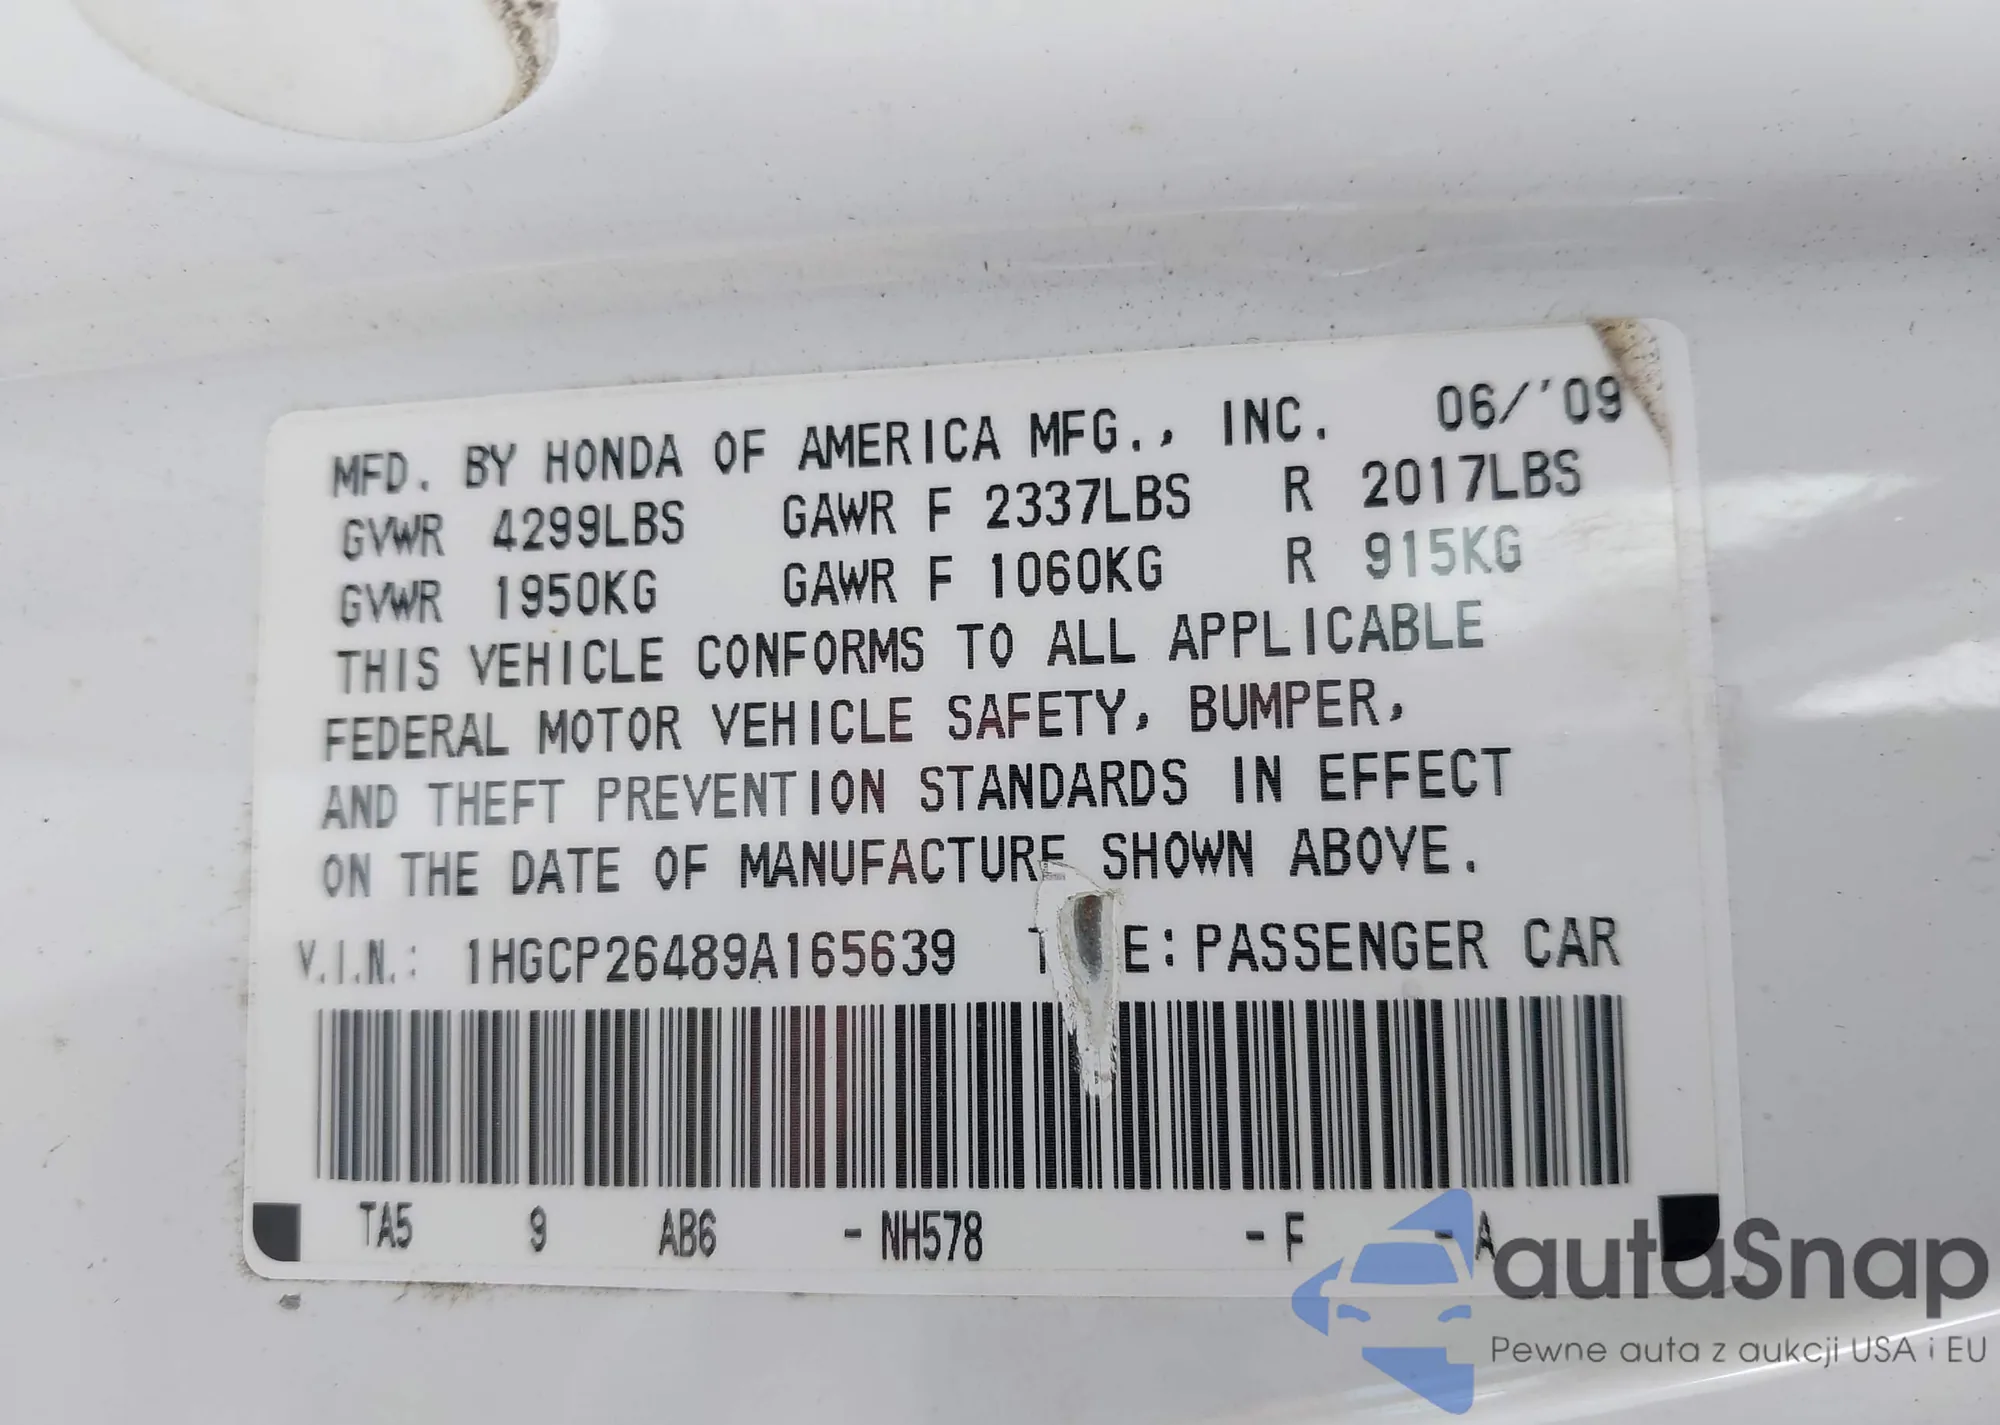 MFD. BY HONDA OF AMERICA MFG., INC. 06/'09
GVWR 4299LBS GAWR F 2337LBS R 2017LBS
GVWR 1950KG GAWR F 1060KG R 915KG
THIS VEHICLE CONFORMS TO ALL APPLICABLE
FEDERAL MOTOR VEHICLE SAFETY, BUMPER,
AND THEFT PREVENTION STANDARDS IN EFFECT
ON THE DATE OF MANUFACTURE SHOWN ABOVE.
V.I.N.: 1HGCP26489A165639 : PASSENGER CAR
TA5 9 AB6 - NH578 - F - A
autoSnap
Pewne auta z aukcji USA i EU